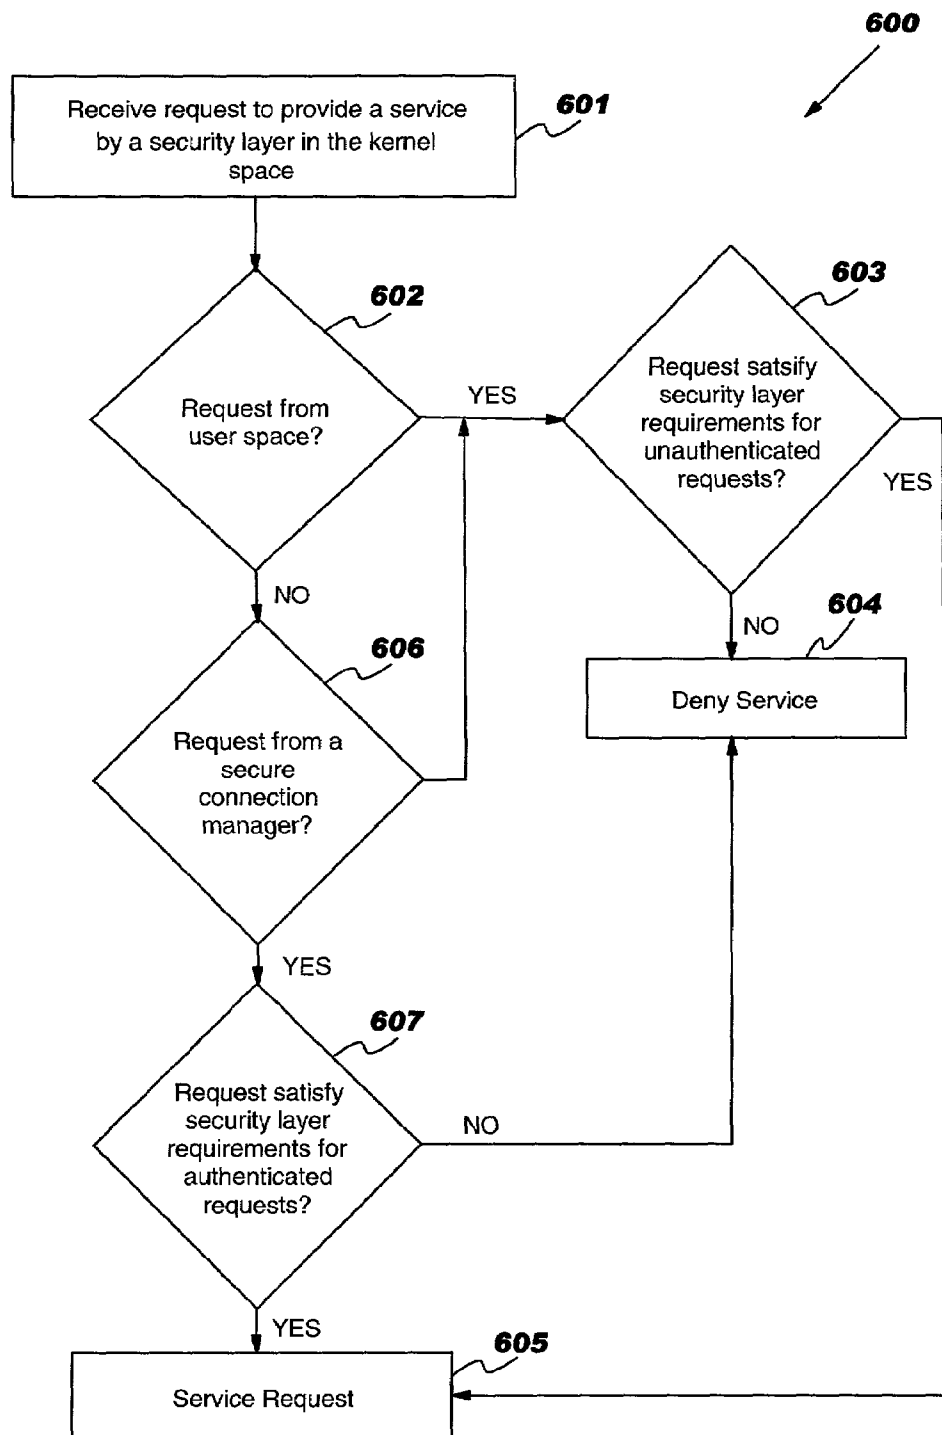 600
Receive request to provide a service
by a security layer in the kernel
space
601
602
Request from
user space?
YES
603
Request satsify
security layer
requirements for
unauthenticated
requests?
YES
NO
NO
604
Deny Service
606
Request from a
secure
connection
manager?
YES
607
Request satisfy
security layer
requirements for
authenticated
requests?
NO
YES
605
Service Request